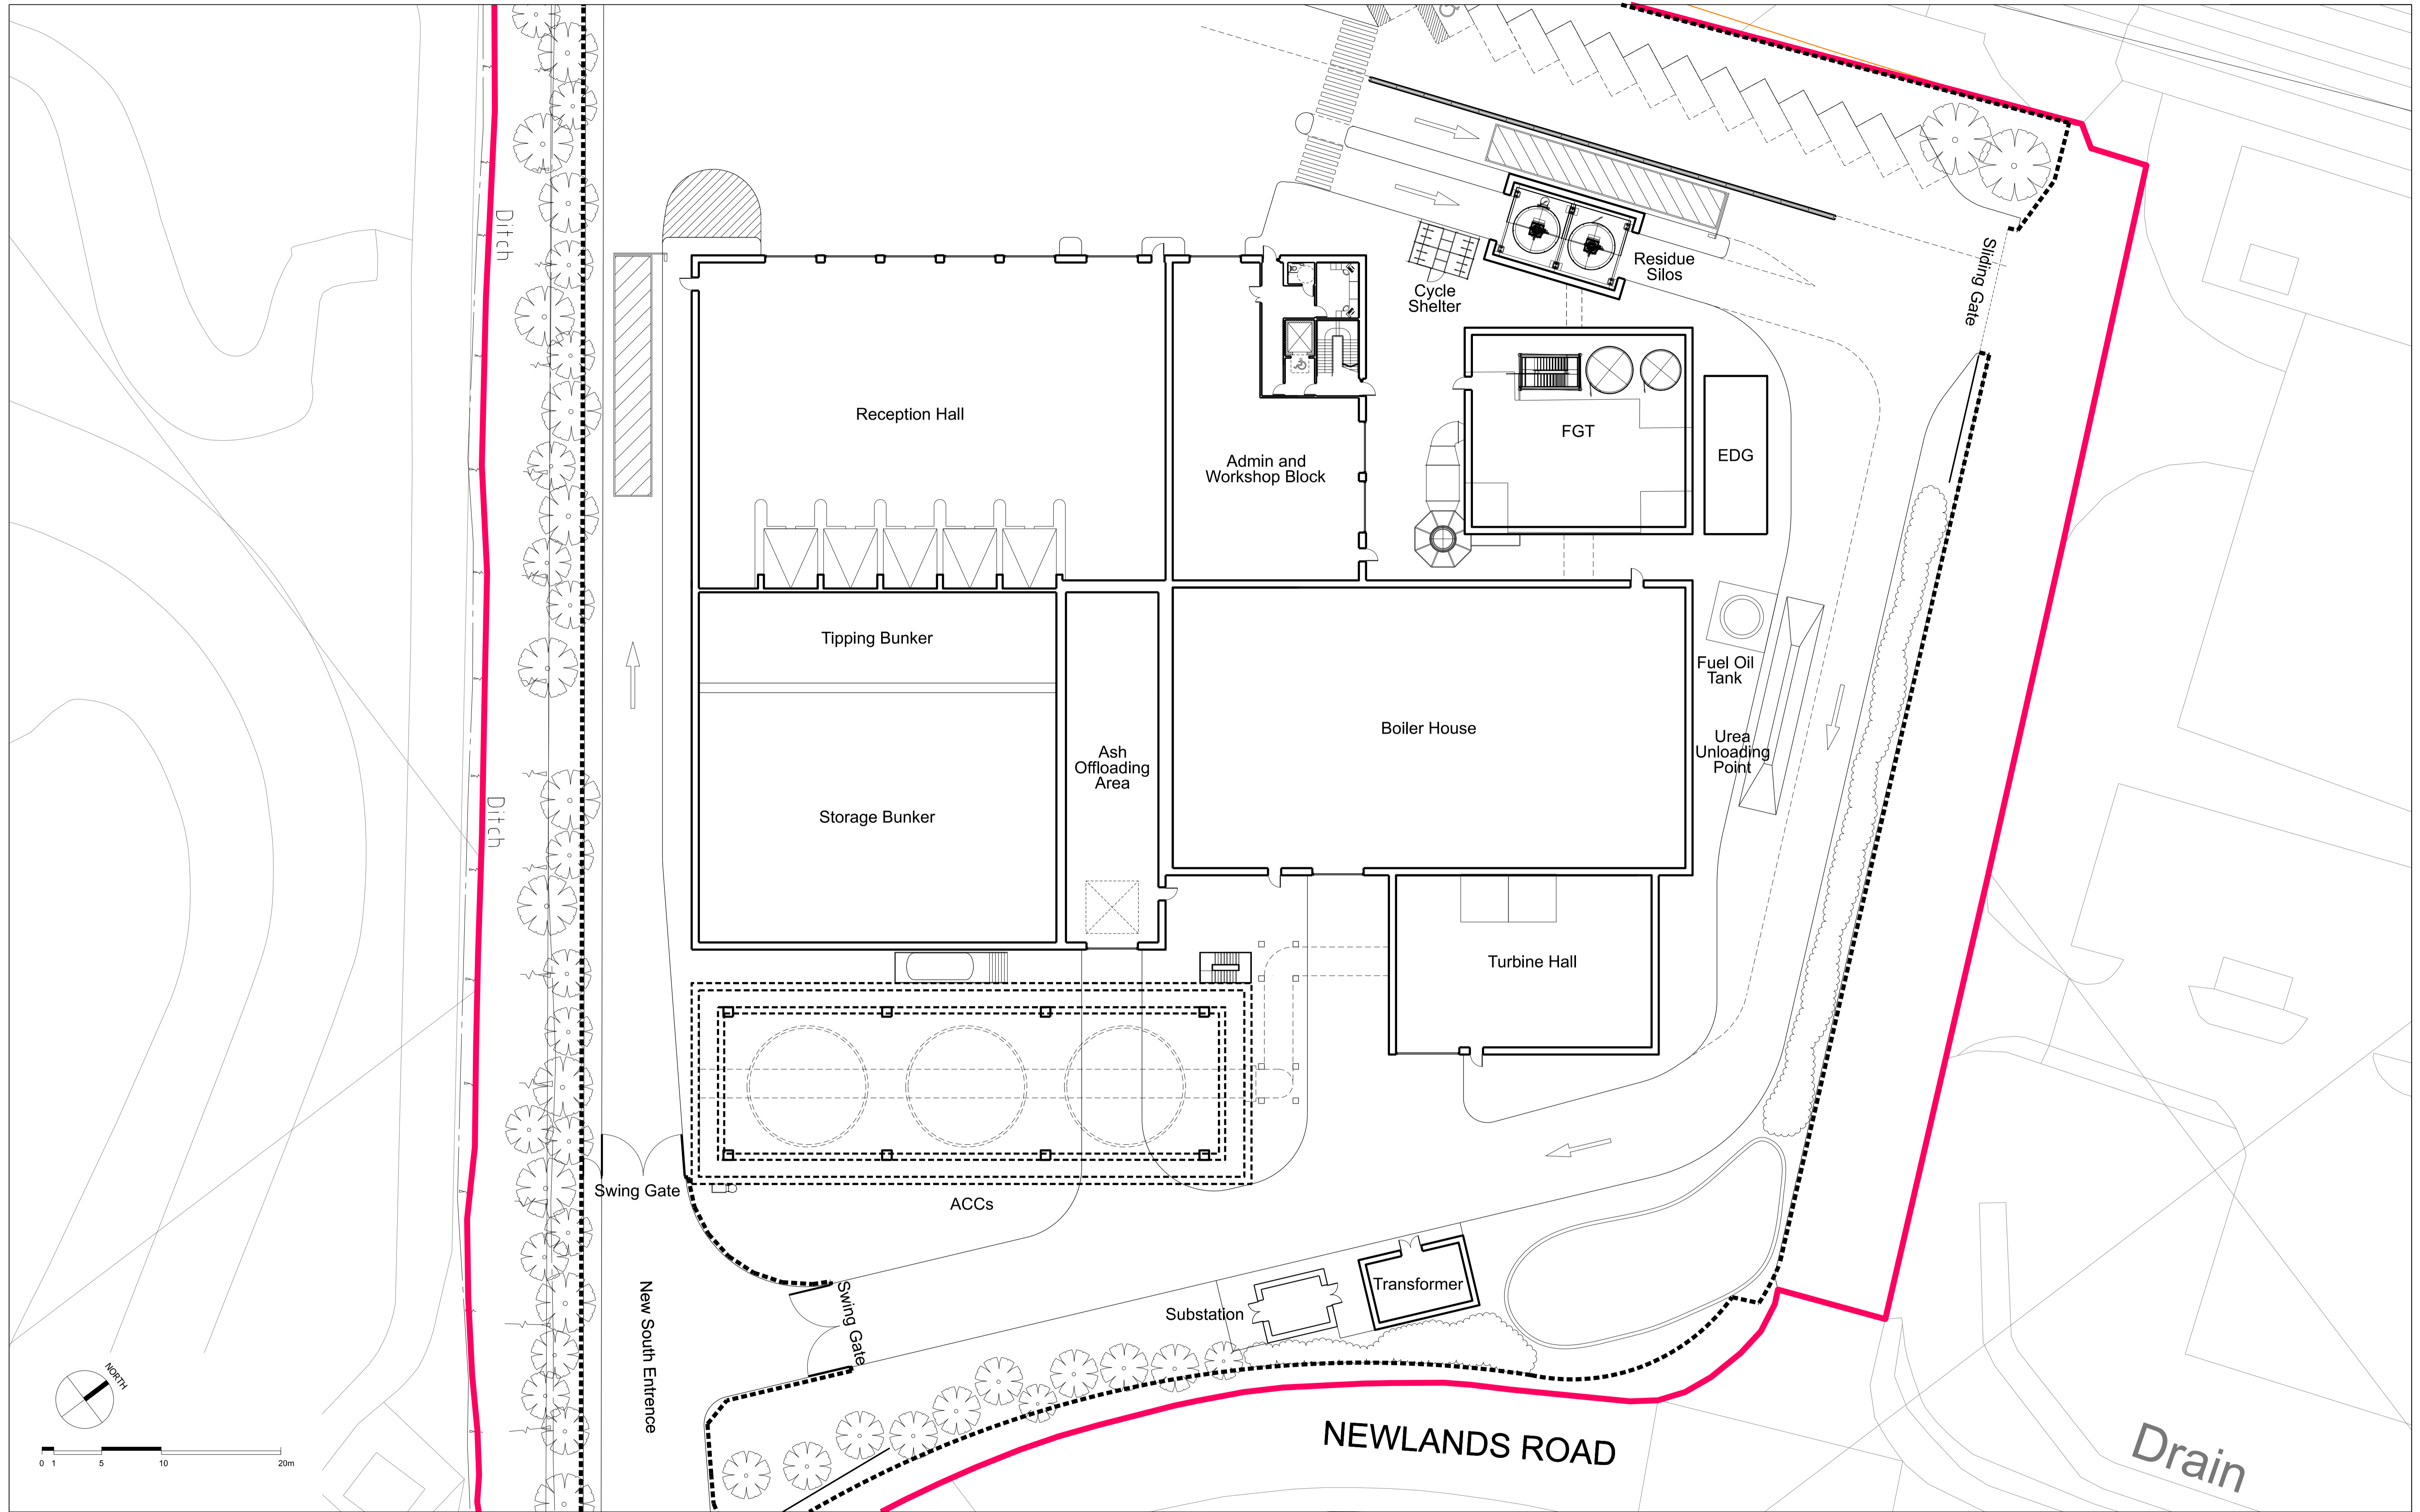 Ditch
Residue
Silos
Sliding Gate
Cycle
Shelter
Reception Hall
FGT
EDG
Admin and
Workshop Block
Tipping Bunker
Fuel Oil
Tank
Boiler House
Urea
Unloading
Point
Ash
Offloading
Area
Ditch
Storage Bunker
Turbine Hall
Swing Gate
ACCs
Swing Gate
New South Entrence
Substation
Transformer
NORTH
NEWLANDS ROAD
Drain
0 1 5 10 20m